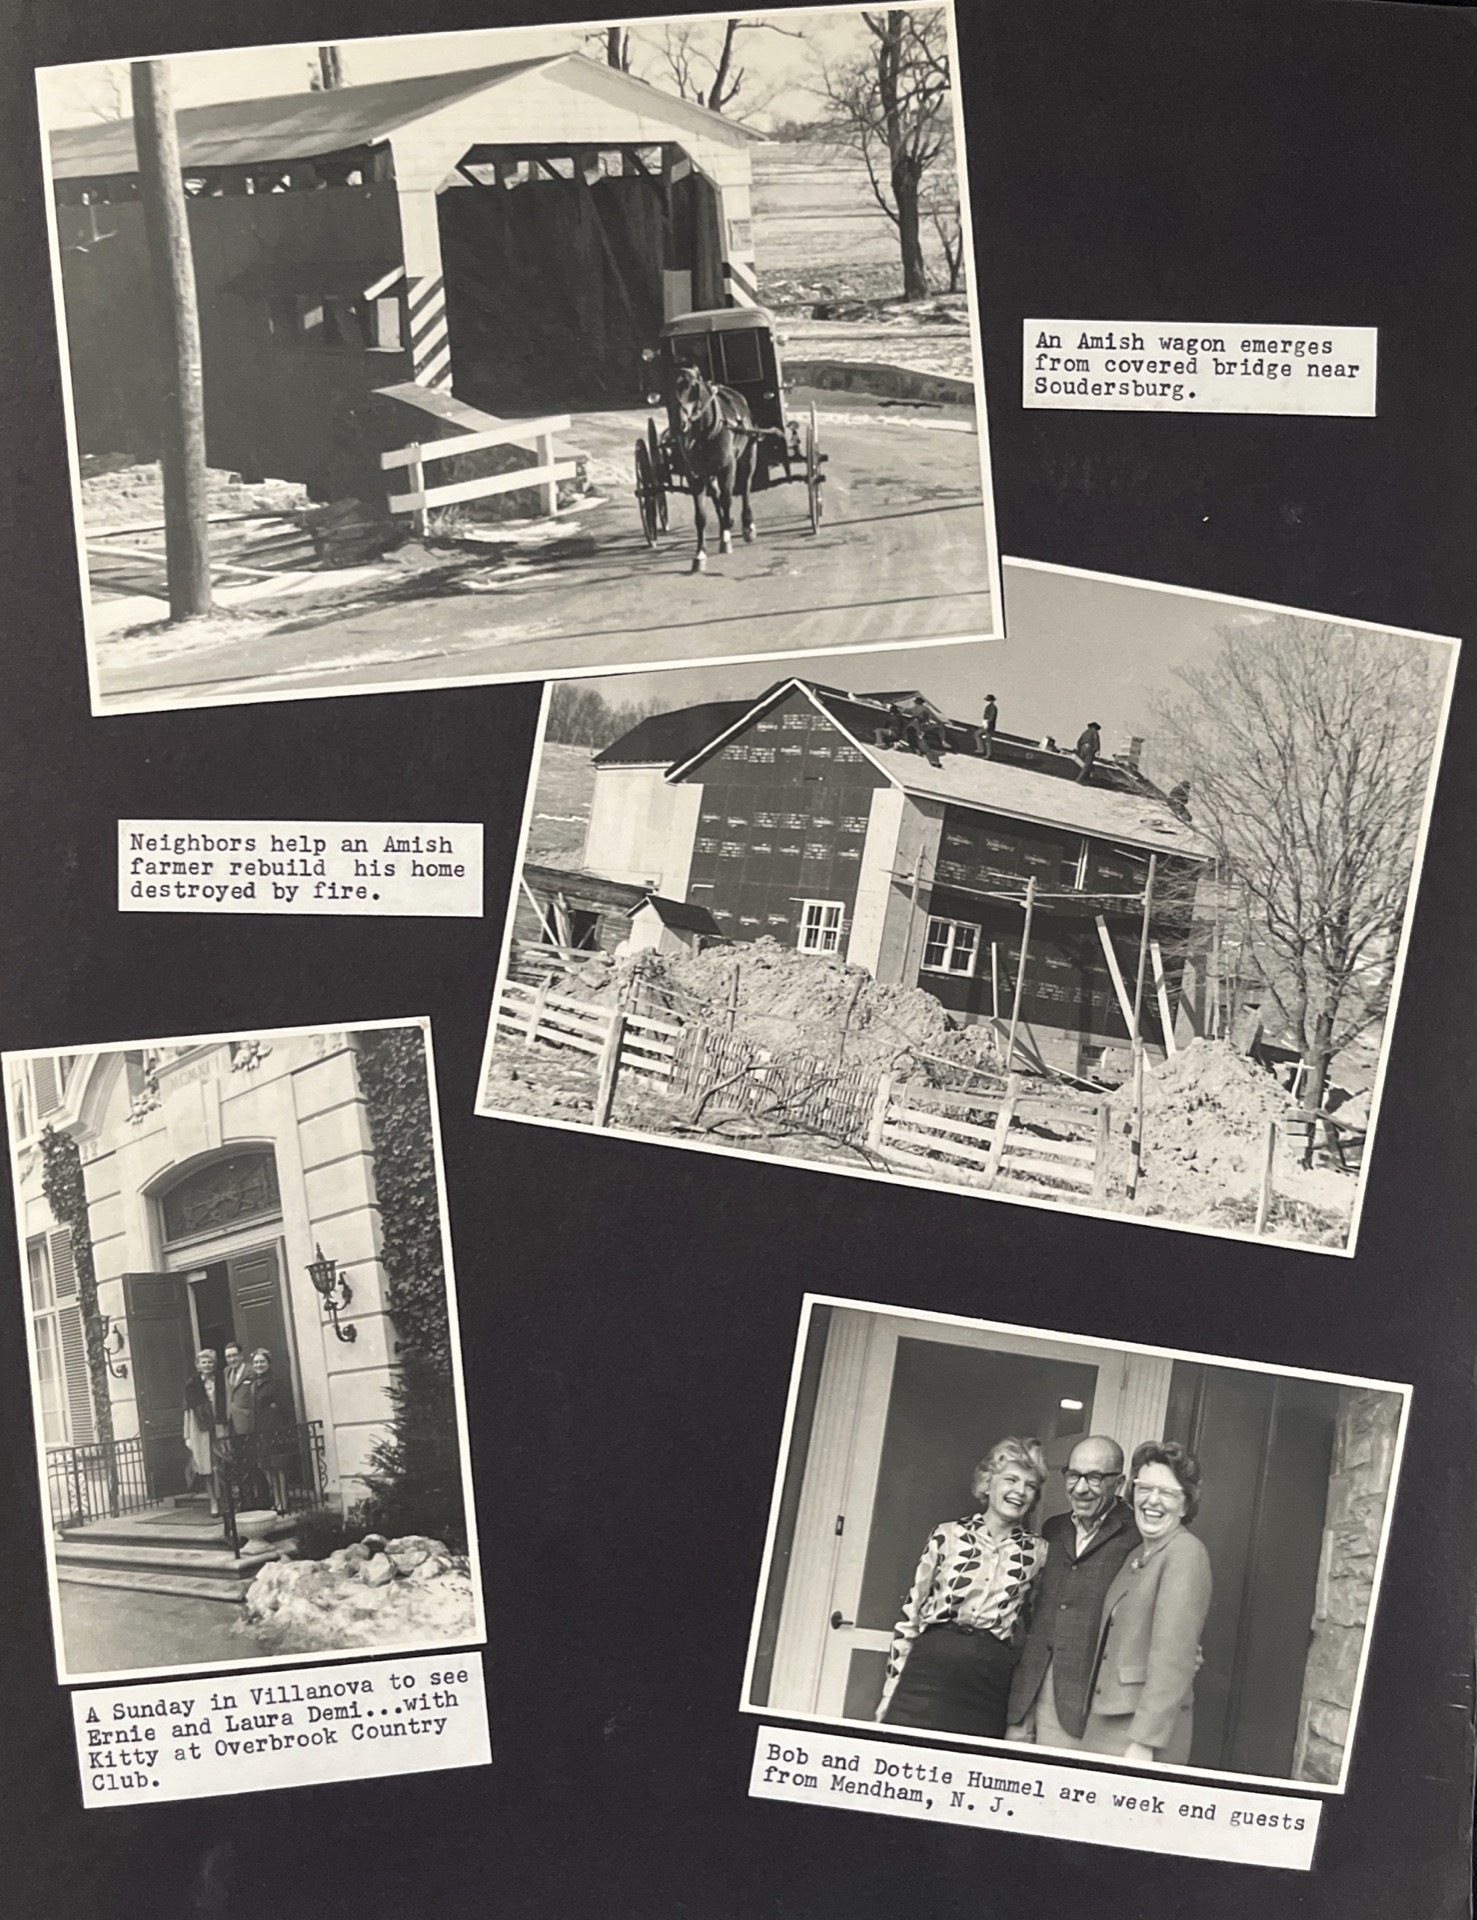 An Amish wagon emerges
from covered bridge near
Soudersburg.
Neighbors help an Amish
farmer rebuild his home
destroyed by fire.
MCMXII
A Sunday in Villanova to see
Ernie and Laura Demi...with
Kitty at Overbrook Country
Club.
Bob and Dottie Hummel are week end guests
from Mendham, N. J.